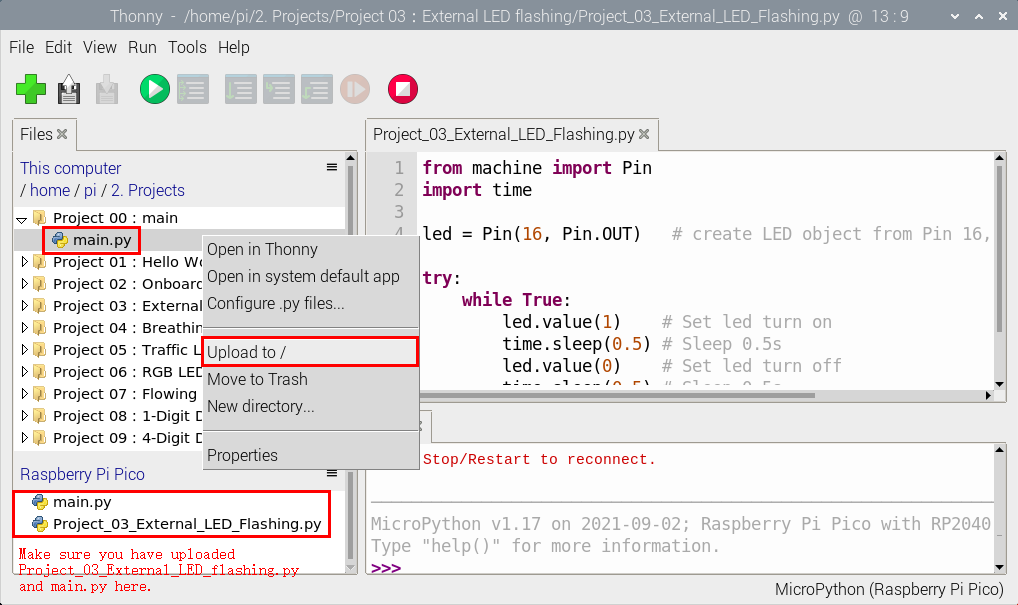 Thonny - /home/pi/2. Projects/Project 03 : External LED flashing/Project_03_External_LED_Flashing.py @ 13 : 9
File Edit View Run Tools Help
Files
Project_03_External_LED_Flashing.py
This computer
/ home / pi / 2. Projects
Project 00 : main
main.py
Project 01 : Hello Wo
Project 02 : Onboard
Project 03 : External
Project 04 : Breathin
Project 05 : Traffic L
Project 06 : RGB LED
Project 07 : Flowing
Project 08 : 1-Digit D
Project 09 : 4-Digit D
Open in Thonny
Open in system default app
Configure .py files...
Upload to /
Move to Trash
New directory...
Properties
1 from machine import Pin
2 import time
3
4 led = Pin(16, Pin.OUT) # create LED object from Pin 16,
try:
while True:
led.value(1) # Set led turn on
time.sleep(0.5) # Sleep 0.5s
led.value(0) # Set led turn off
time.sleep(0.5) # Sleep 0.5s
Raspberry Pi Pico
main.py
Project_03_External_LED_Flashing.py
Make sure you have uploaded
Project_03_External_LED_flashing.py
and main.py here.
Stop/Restart to reconnect.
MicroPython v1.17 on 2021-09-02; Raspberry Pi Pico with RP2040
Type "help()" for more information.
>>>
MicroPython (Raspberry Pi Pico)